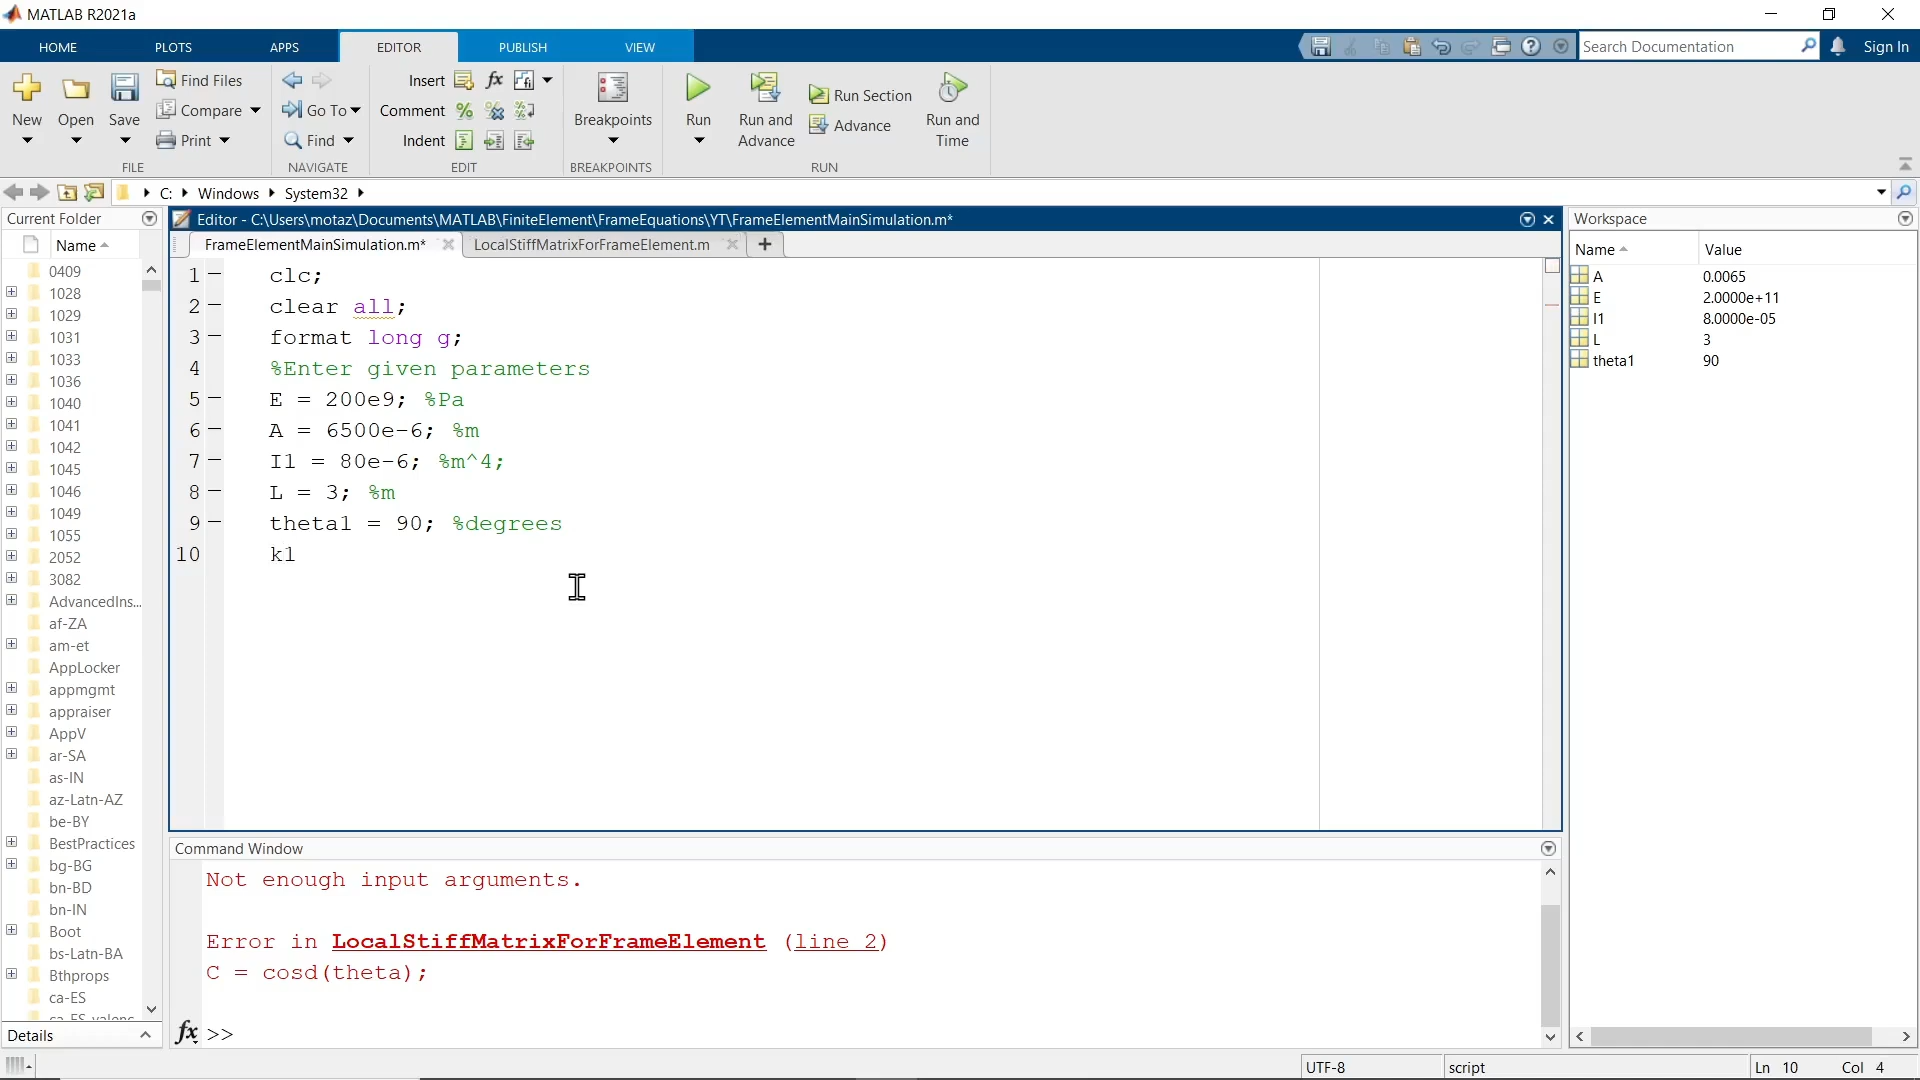 MATLAB R2021a
HOME PLOTS APPS EDITOR PUBLISH VIEW
Search Documentation
Sign In
New
Open
Save
Find Files
Compare
Print
FILE
Go To
Find
NAVIGATE
Insert
fx
Comment
Indent
EDIT
Breakpoints
BREAKPOINTS
Run
Run and
Advance
Run Section
Advance
Run and
Time
RUN
C: Windows System32
Current Folder
Name
0409
1028
1029
1031
1033
1036
1040
1041
1042
1045
1046
1049
1055
2052
3082
AdvancedIns...
af-ZA
am-et
AppLocker
appmgmt
appraiser
AppV
ar-SA
as-IN
az-Latn-AZ
be-BY
BestPractices
bg-BG
bn-BD
bn-IN
Boot
bs-Latn-BA
Bthprops
ca-ES
Details
Editor - C:\Users\motaz\Documents\MATLAB\FiniteElement\FrameEquations\YT\FrameElementMainSimulation.m*
FrameElementMainSimulation.m* LocalStiffMatrixForFrameElement.m
1 clc;
2 clear all;
3 format long g;
4 %Enter given parameters
5 E = 200e9; %Pa
6 A = 6500e-6; %m
7 I1 = 80e-6; %m^4;
8 L = 3; %m
9 theta1 = 90; %degrees
10 k1
Command Window
Not enough input arguments.
Error in LocalStiffMatrixForFrameElement (line 2)
C = cosd(theta);
fx >>
Workspace
Name Value
A 0.0065
E 2.0000e+11
I1 8.0000e-05
L 3
theta1 90
UTF-8 script Ln 10 Col 4